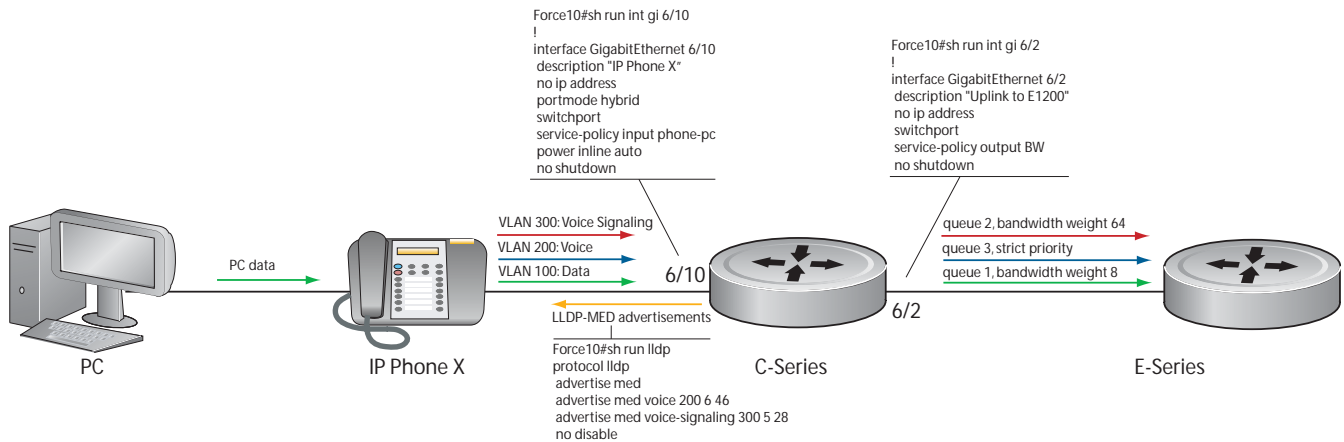 Force10#sh run int gi 6/10
!
interface GigabitEthernet 6/10
description "IP Phone X"
no ip address
portmode hybrid
switchport
service-policy input phone-pc
power inline auto
no shutdown
Force10#sh run int gi 6/2
!
interface GigabitEthernet 6/2
description "Uplink to E1200"
no ip address
switchport
service-policy output BW
no shutdown
PC data
VLAN 300: Voice Signaling
VLAN 200: Voice
VLAN 100: Data
6/10
queue 2, bandwidth weight 64
queue 3, strict priority
queue 1, bandwidth weight 8
6/2
LLDP-MED advertisements
Force10#sh run lldp
protocol lldp
advertise med
advertise med voice 200 6 46
advertise med voice-signaling 300 5 28
no disable
PC
IP Phone X
C-Series
E-Series